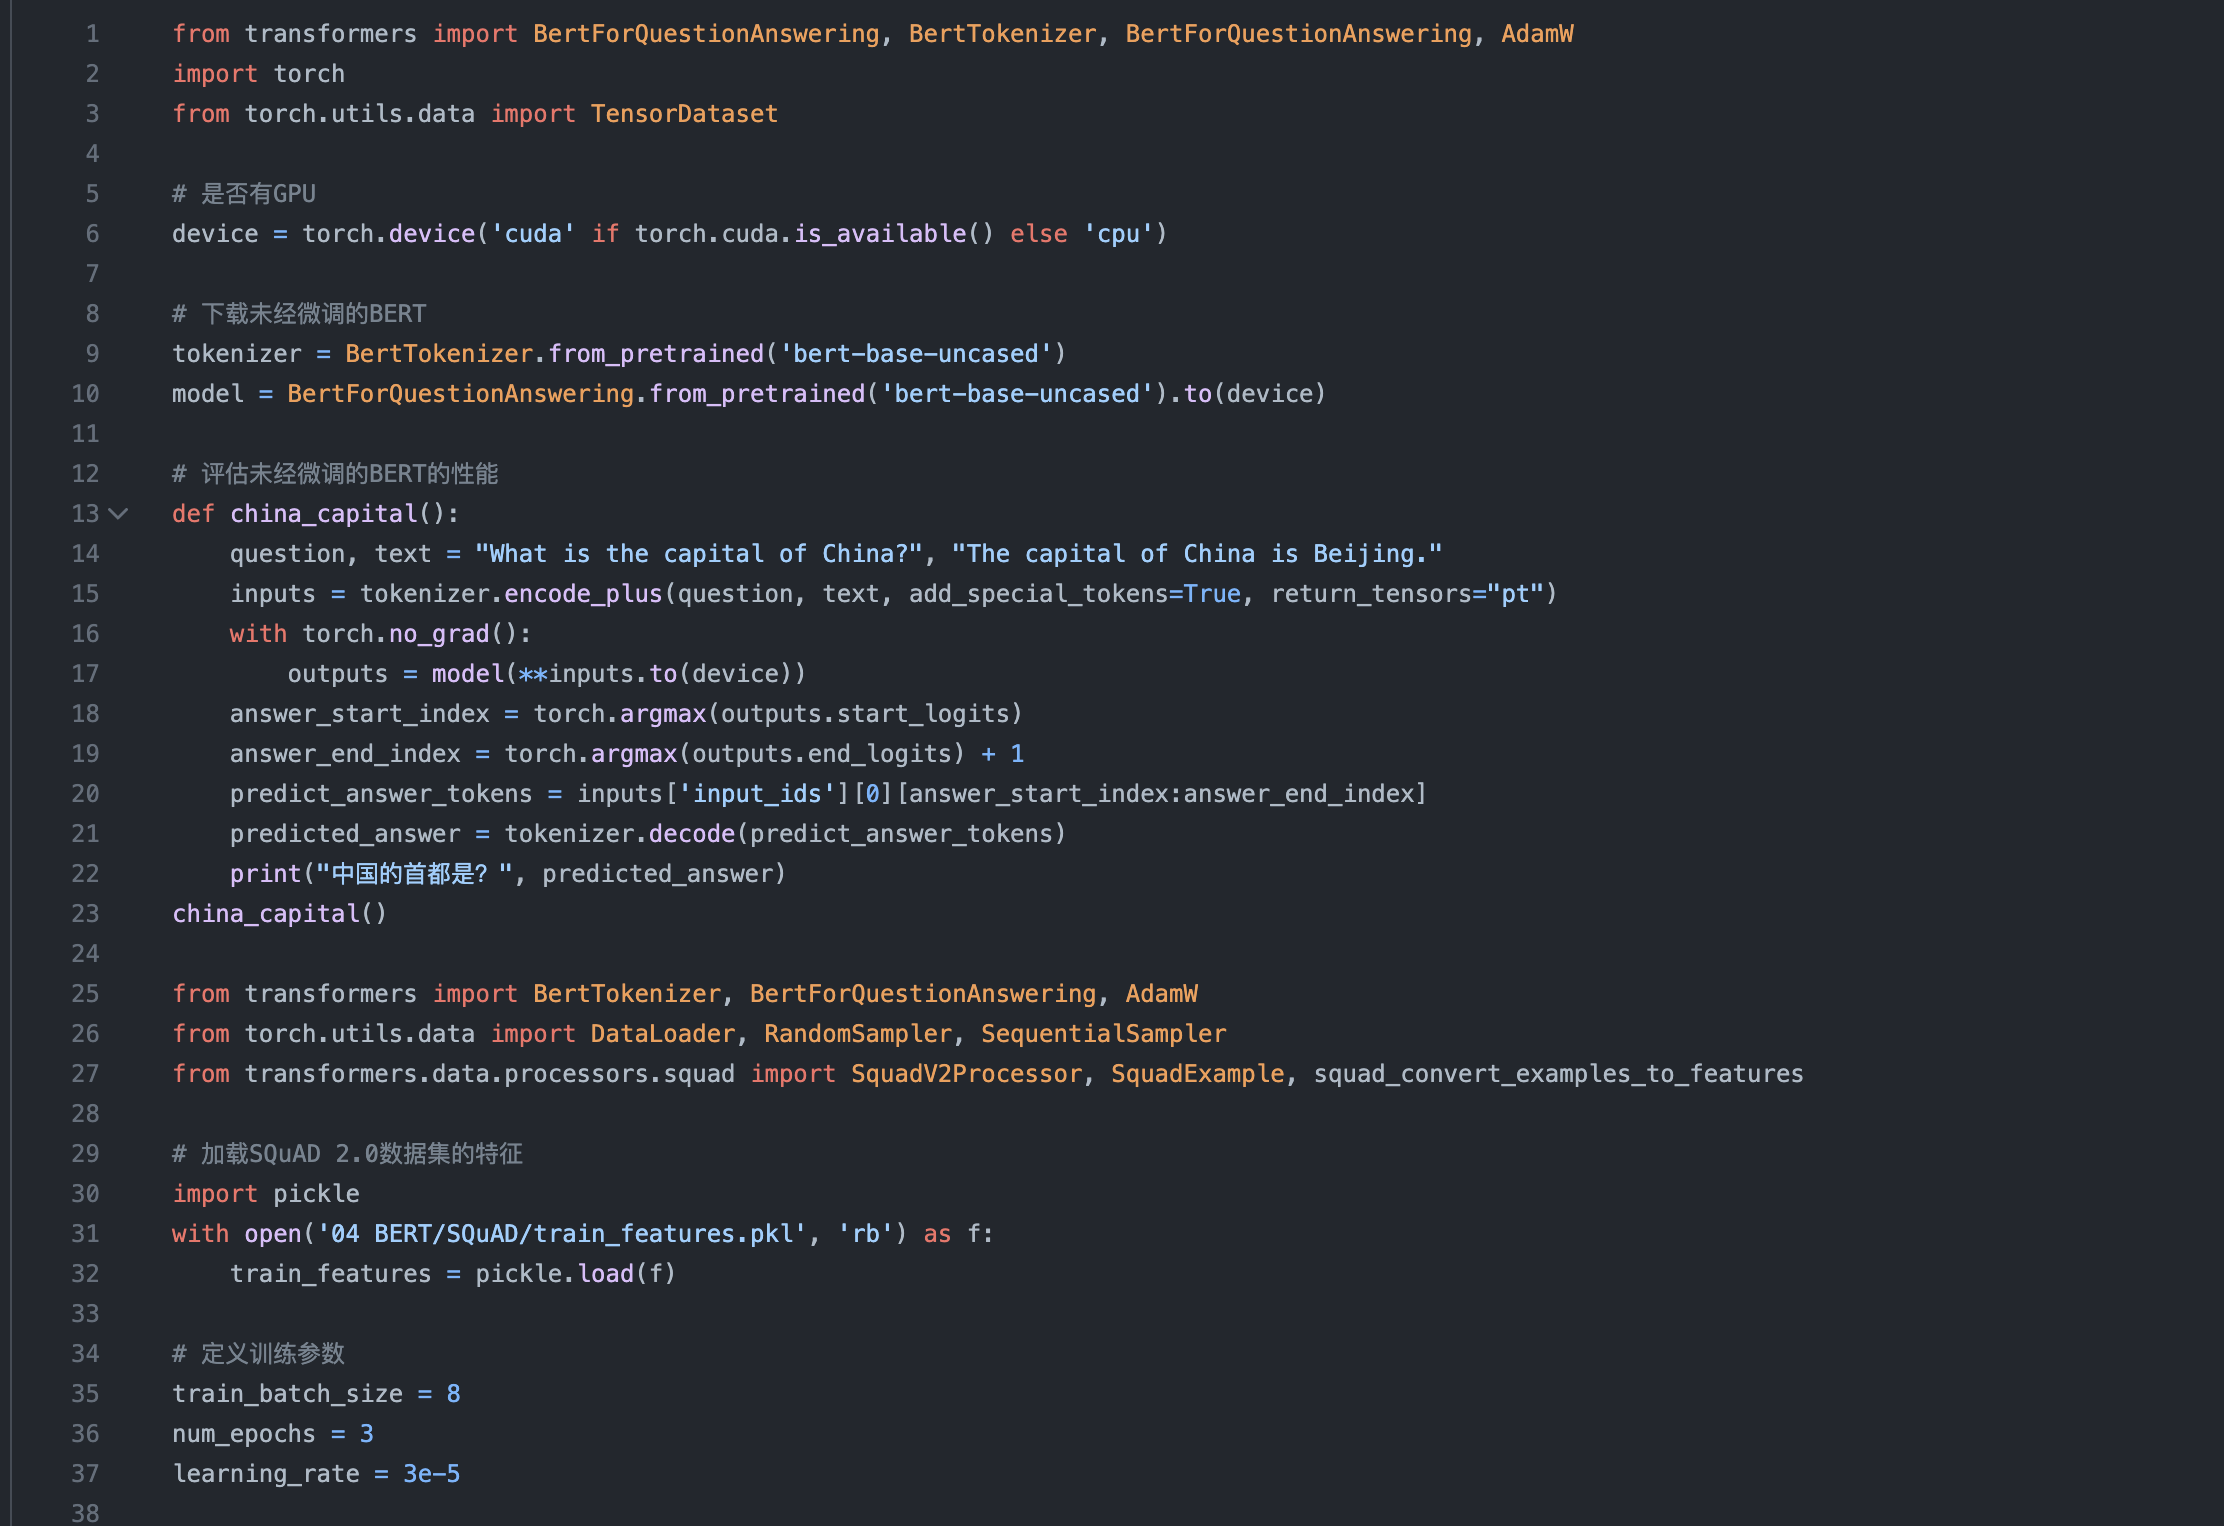 1 from transformers import BertForQuestionAnswering, BertTokenizer, BertForQuestionAnswering, AdamW
2 import torch
3 from torch.utils.data import TensorDataset
4
5 # 是否有GPU
6 device = torch.device('cuda' if torch.cuda.is_available() else 'cpu')
7
8 # 下载未经微调的BERT
9 tokenizer = BertTokenizer.from_pretrained('bert-base-uncased')
10 model = BertForQuestionAnswering.from_pretrained('bert-base-uncased').to(device)
11
12 # 评估未经微调的BERT的性能
13 def china_capital():
14     question, text = "What is the capital of China?", "The capital of China is Beijing."
15     inputs = tokenizer.encode_plus(question, text, add_special_tokens=True, return_tensors="pt")
16     with torch.no_grad():
17         outputs = model(**inputs.to(device))
18     answer_start_index = torch.argmax(outputs.start_logits)
19     answer_end_index = torch.argmax(outputs.end_logits) + 1
20     predict_answer_tokens = inputs['input_ids'][0][answer_start_index:answer_end_index]
21     predicted_answer = tokenizer.decode(predict_answer_tokens)
22     print("中国的首都是？", predicted_answer)
23 china_capital()
24
25 from transformers import BertTokenizer, BertForQuestionAnswering, AdamW
26 from torch.utils.data import DataLoader, RandomSampler, SequentialSampler
27 from transformers.data.processors.squad import SquadV2Processor, SquadExample, squad_convert_examples_to_features
28
29 # 加载SQuAD 2.0数据集的特征
30 import pickle
31 with open('04 BERT/SQuAD/train_features.pkl', 'rb') as f:
32     train_features = pickle.load(f)
33
34 # 定义训练参数
35 train_batch_size = 8
36 num_epochs = 3
37 learning_rate = 3e-5
38